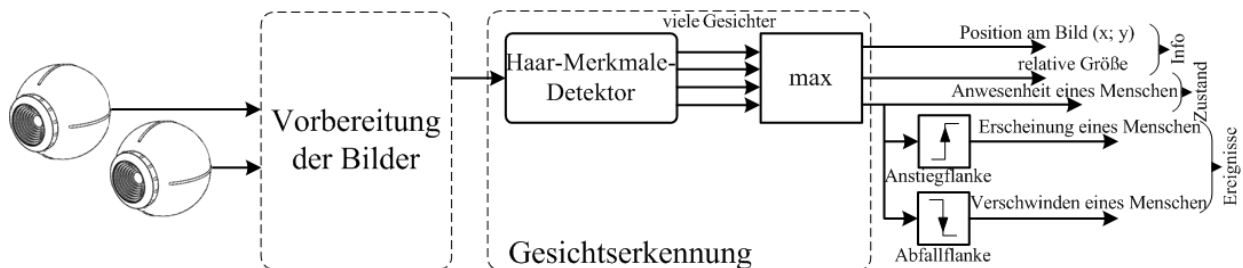 viele Gesichter
Position am Bild (x; y)
Info
Haar-Merkmale-
Detektor
max
relative Größe
Anwesenheit eines Menschen
Zustand
Vorbereitung
der Bilder
Erscheinung eines Menschen
Anstiegflanke
Ercignisse
Verschwinden eines Menschen
Abfallflanke
Gesichtserkennung